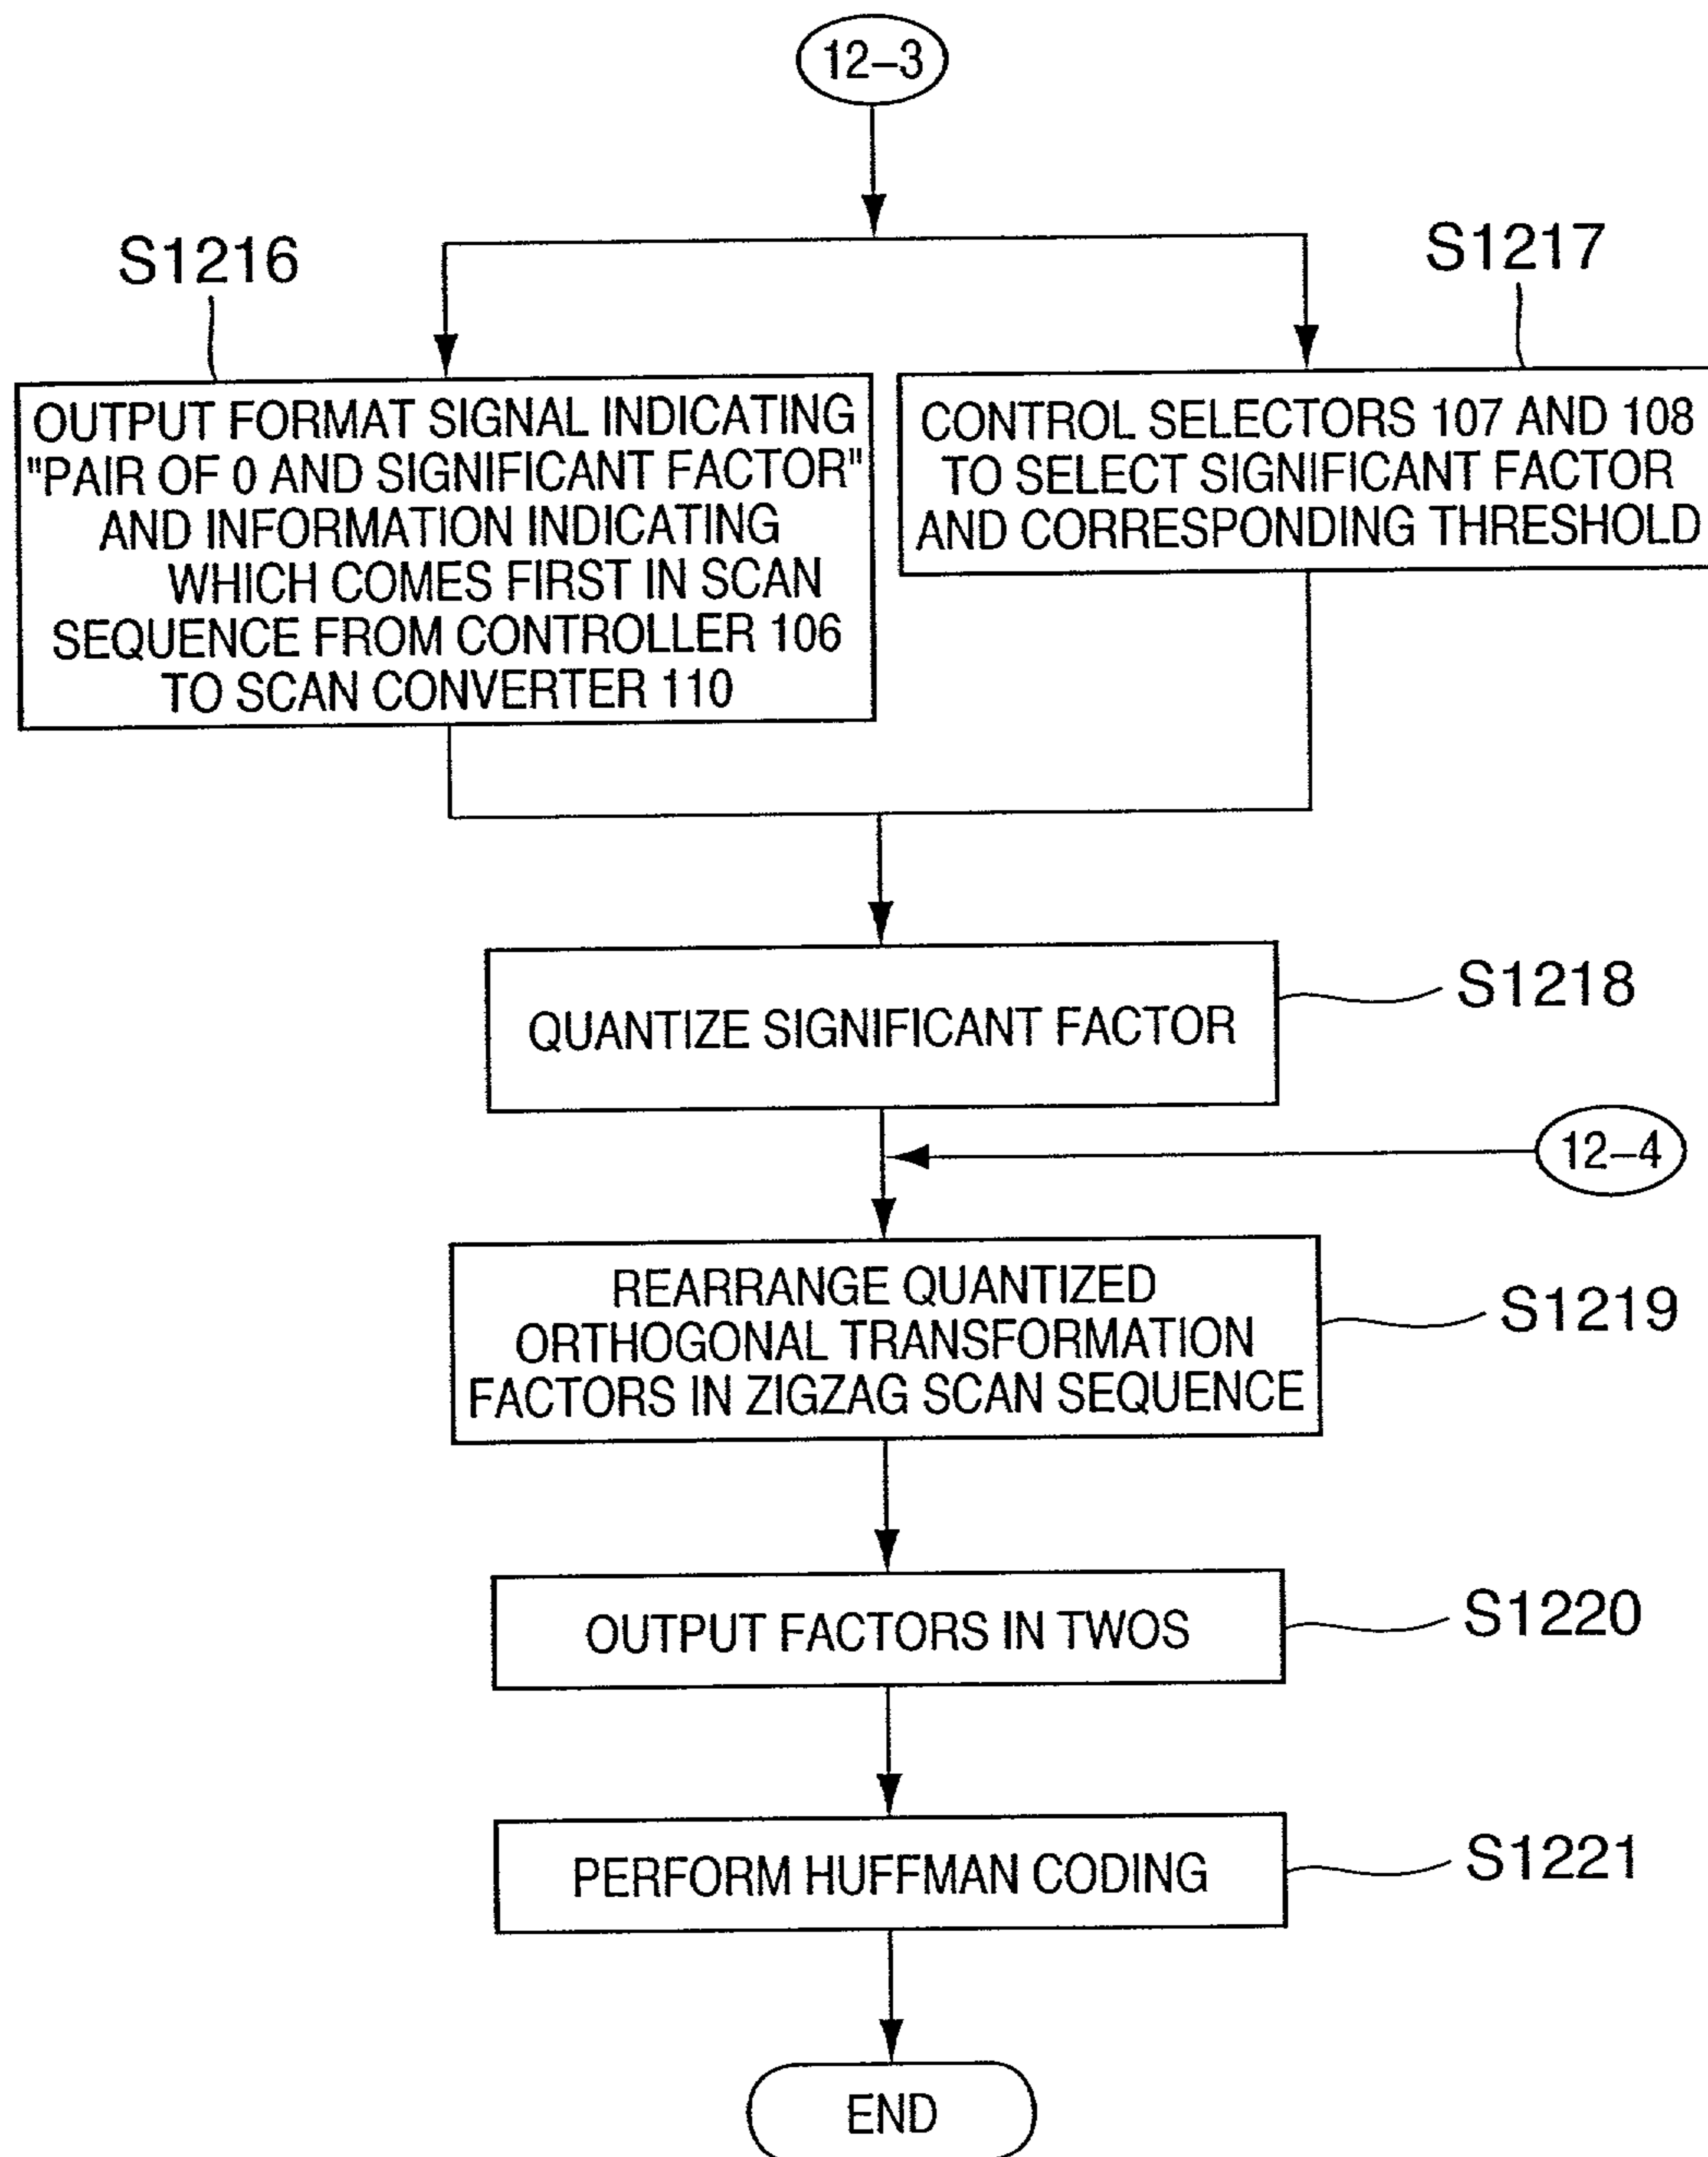 12-3
S1216
S1217
OUTPUT FORMAT SIGNAL INDICATING
"PAIR OF 0 AND SIGNIFICANT FACTOR"
AND INFORMATION INDICATING
WHICH COMES FIRST IN SCAN
SEQUENCE FROM CONTROLLER 106
TO SCAN CONVERTER 110
CONTROL SELECTORS 107 AND 108
TO SELECT SIGNIFICANT FACTOR
AND CORRESPONDING THRESHOLD
QUANTIZE SIGNIFICANT FACTOR
S1218
12-4
REARRANGE QUANTIZED
ORTHOGONAL TRANSFORMATION
FACTORS IN ZIGZAG SCAN SEQUENCE
S1219
OUTPUT FACTORS IN TWOS
S1220
PERFORM HUFFMAN CODING
S1221
END